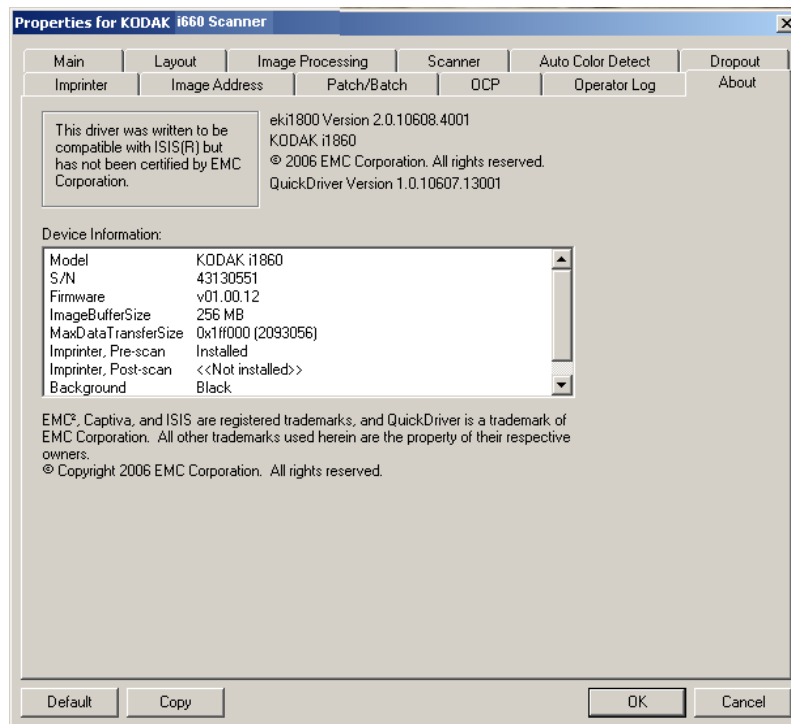 Properties for KODAK i660 Scanner
Main Layout Image Processing Scanner Auto Color Detect Dropout
Imprinter Image Address Patch/Batch OCP Operator Log About
This driver was written to be
compatible with ISIS(R) but
has not been certified by EMC
Corporation.
eki1800 Version 2.0.10608.4001
KODAK i1860
© 2006 EMC Corporation. All rights reserved.
QuickDriver Version 1.0.10607.13001
Device Information:
Model KODAK i1860
S/N 43130551
Firmware v01.00.12
ImageBufferSize 256 MB
MaxDataTransferSize 0x1ff000 (2093056)
Imprinter, Pre-scan Installed
Imprinter, Post-scan <<Not installed>>
Background Black
EMC², Captiva, and ISIS are registered trademarks, and QuickDriver is a trademark of
EMC Corporation. All other trademarks used herein are the property of their respective
owners.
© Copyright 2006 EMC Corporation. All rights reserved.
Default Copy OK Cancel